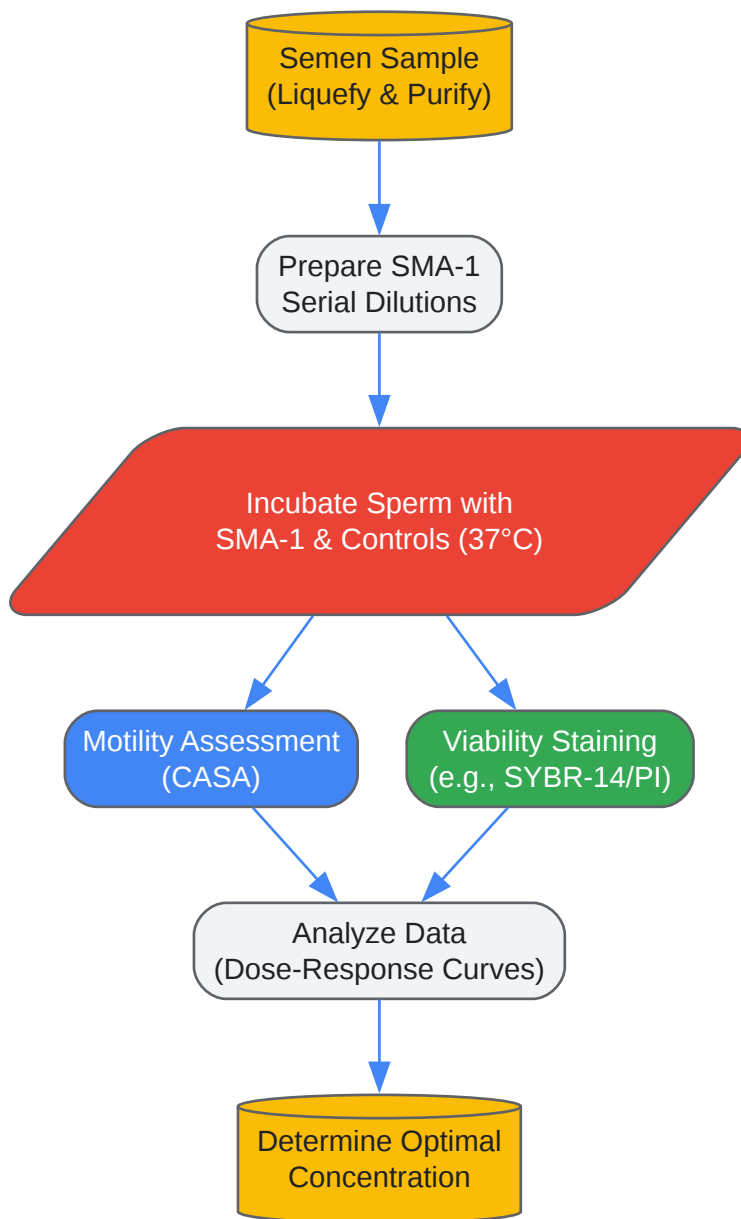 Semen Sample
(Liquefy & Purify)
Prepare SMA-1
Serial Dilutions
Incubate Sperm with
SMA-1 & Controls (37°C)
Motility Assessment
(CASA)
Viability Staining
(e.g., SYBR-14/PI)
Analyze Data
(Dose-Response Curves)
Determine Optimal
Concentration